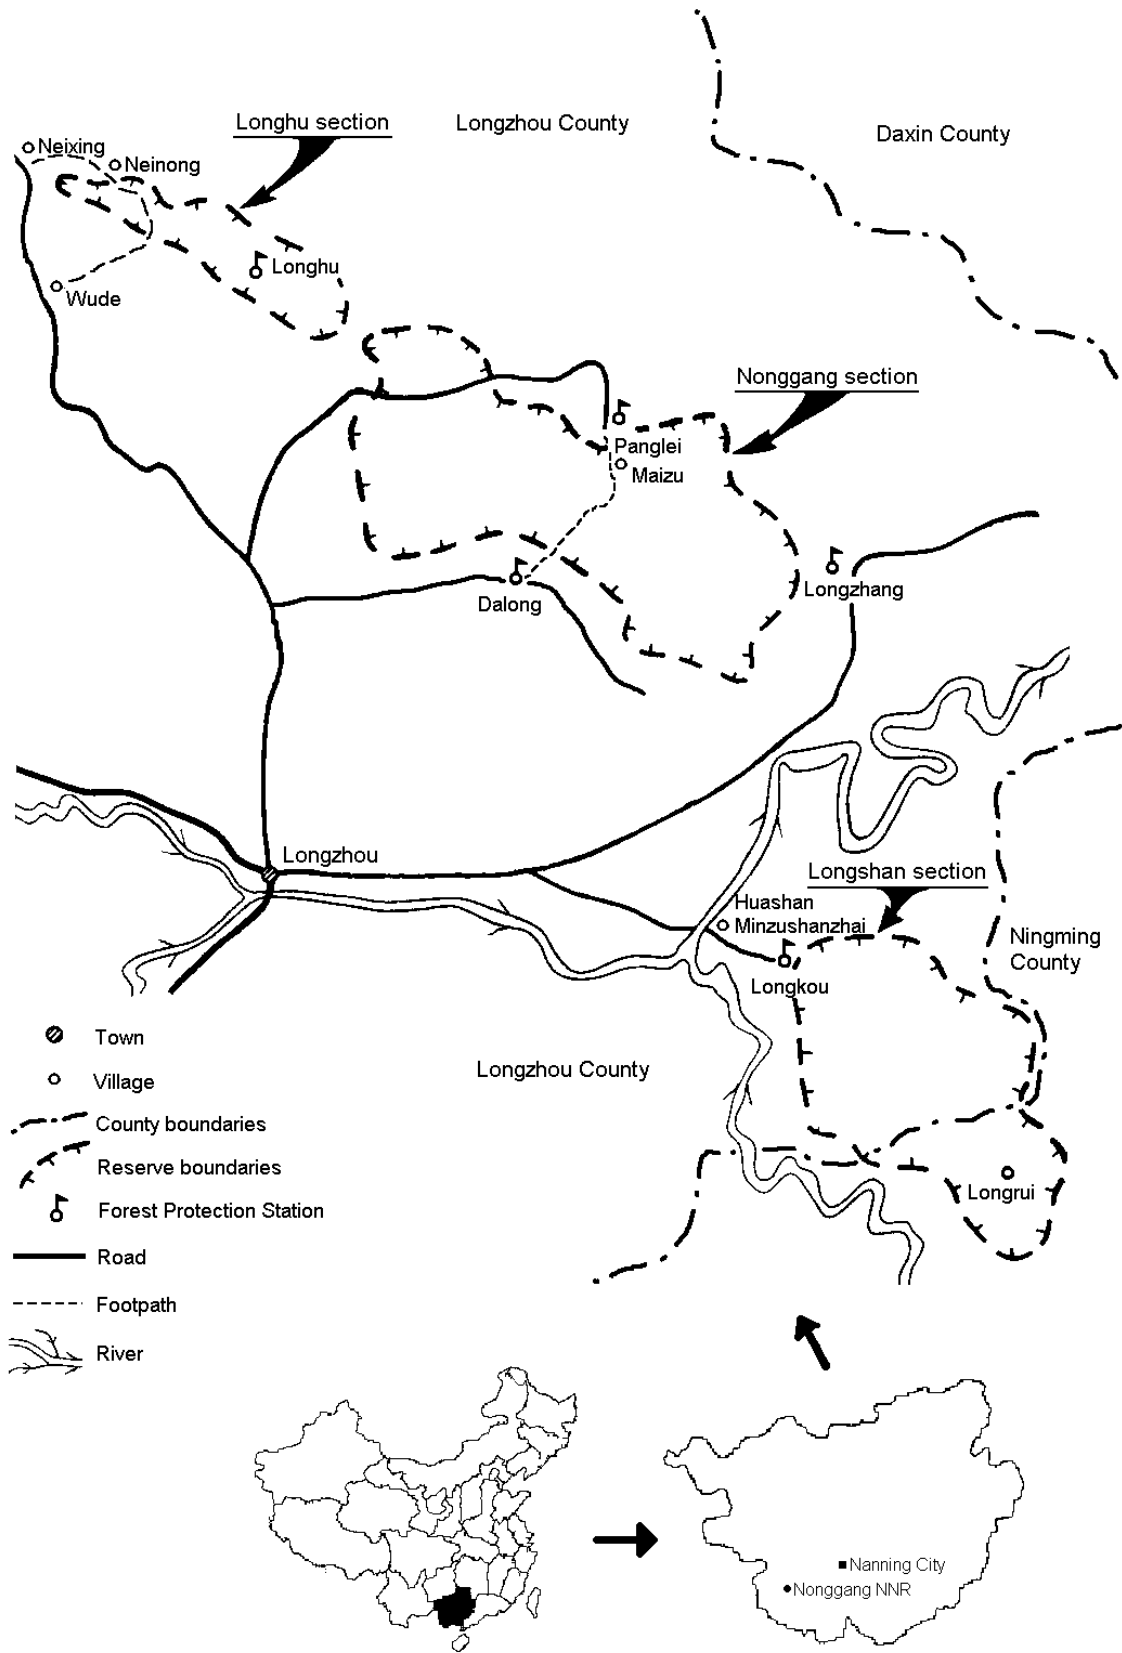 Longhu section
Longzhou County
Daxin County
Neixing
Neinong
Longhu
Wude
Nonggang section
Panglei
Maizu
Longzhang
Dalong
Longzhou
Longshan section
Huashan
Minzushanzhai
Ningming
County
Longkou
Town
Longzhou County
Village
County boundaries
Reserve boundaries
Longrui
Forest Protection Station
Road
Footpath
River
Nanning City
Nonggang NNR